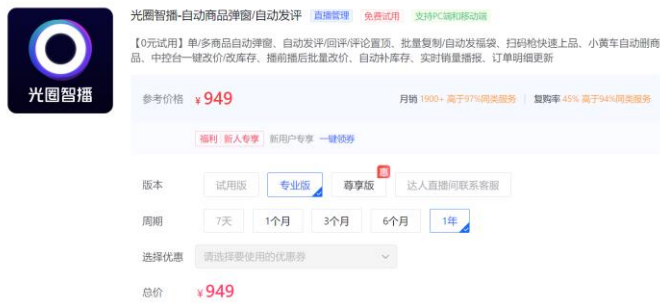 光圈智播-自动商品弹窗/自动发评 直播管理 免费试用 支持PC端和移动端
【0元试用】单/多商品自动弹窗、自动发评/回评/评论置顶、批量复制/自动发福袋、扫码枪快速上品、小黄车自动删商
品、中控台一键改价/改库存、播前播后批量改价、自动补库存、实时销量播报、订单明细更新
光圈智播
参考价格 ¥949 月销 1900+ 高于97%同类服务 复购率 45% 高于94%同类服务
福利 新人专享 新用户专享 一键领券
惠
版本 试用版 专业版 尊享版 达人直播间联系客服
周期 7天 1个月 3个月 6个月 1年
选择优惠 请选择要使用的优惠券
总价 ¥949